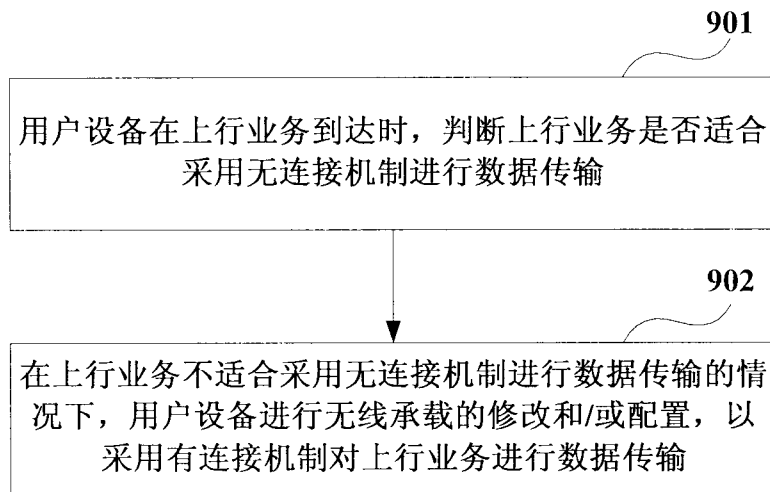 901
用户设备在上行业务到达时，判断上行业务是否适合
采用无连接机制进行数据传输
902
在上行业务不适合采用无连接机制进行数据传输的情
况下，用户设备进行无线承载的修改和/或配置，以
采用有连接机制对上行业务进行数据传输